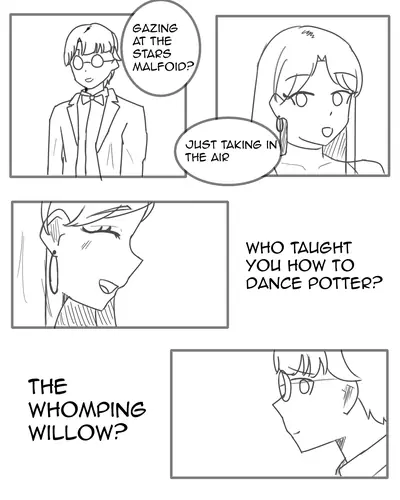 GAZING
AT THE
STARS
MALFOID?
JUST TAKING IN
THE AIR
WHO TAUGHT
YOU HOW TO
DANCE POTTER?
THE
WHOMPING
WILLOW?